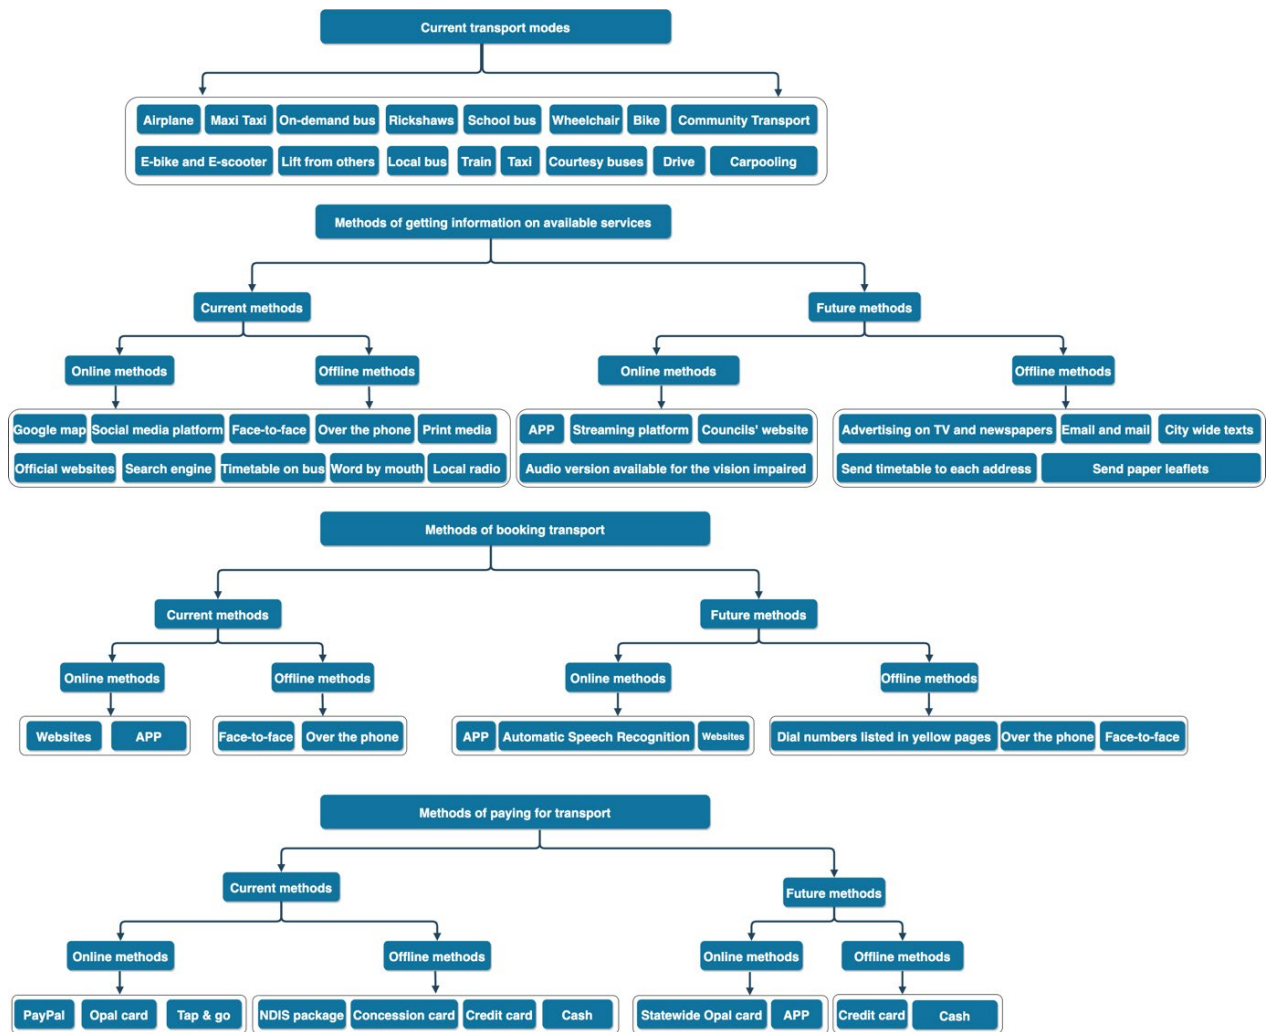 Current transport modes
Airplane Maxi Taxi On-demand bus Rickshaws School bus Wheelchair Bike Community Transport
E-bike and E-scooter Lift from others Local bus Train Taxi Courtesy buses Drive Carpooling
Methods of getting information on available services
Current methods Future methods
Online methods Offline methods Online methods Offline methods
Google map Social media platform Face-to-face Over the phone Print media APP Streaming platform Councils' website Advertising on TV and newspapers Email and mail City wide texts
Official websites Search engine Timetable on bus Word by mouth Local radio Audio version available for the vision impaired Send timetable to each address Send paper leaflets
Methods of booking transport
Current methods Future methods
Online methods Offline methods Online methods Offline methods
Websites APP Face-to-face Over the phone APP Automatic Speech Recognition Websites Dial numbers listed in yellow pages Over the phone Face-to-face
Methods of paying for transport
Current methods Future methods
Online methods Offline methods Online methods Offline methods
PayPal Opal card Tap & go NDIS package Concession card Credit card Cash Statewide Opal card APP Credit card Cash